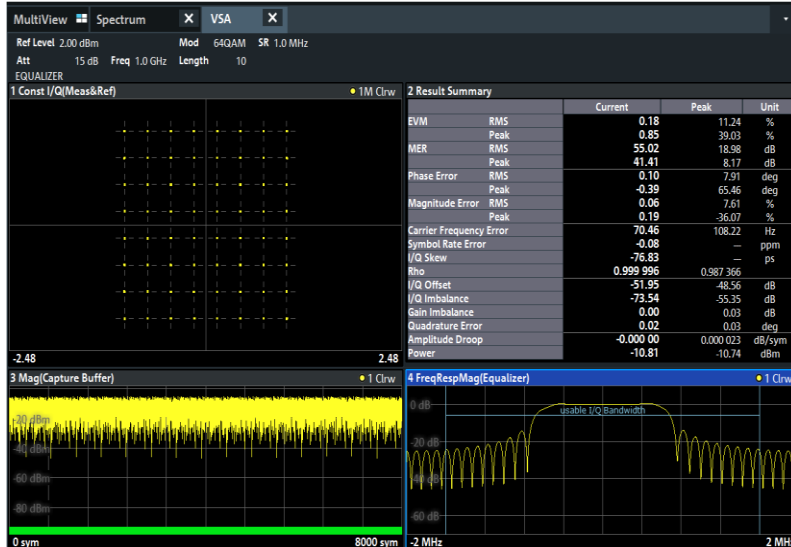 MultiView Spectrum X VSA X
Ref Level 2.00 dBm Mod 64QAM SR 1.0 MHz
Att 15 dB Freq 1.0 GHz Length 10
EQUALIZER
1 Const I/Q(Meas&Ref) 1M Clrw
-2.48 2.48
2 Result Summary
Current Peak Unit
EVM RMS 0.18 11.24 %
Peak 0.85 39.03 %
MER RMS 55.02 18.98 dB
Peak 41.41 8.17 dB
Phase Error RMS 0.10 7.91 deg
Peak -0.39 65.46 deg
Magnitude Error RMS 0.06 7.61 %
Peak 0.19 -36.07 %
Carrier Frequency Error 70.46 108.22 Hz
Symbol Rate Error -0.08 — ppm
I/Q Skew -76.83 — ps
Rho 0.999 996 0.987 366
I/Q Offset -51.95 -48.56 dB
I/Q Imbalance -73.54 -55.35 dB
Gain Imbalance 0.00 0.03 dB
Quadrature Error 0.02 0.03 deg
Amplitude Droop -0.000 00 0.000 023 dB/sym
Power -10.81 -10.74 dBm
3 Mag(Capture Buffer) 1 Clrw
-20 dBm
-40 dBm
-60 dBm
-80 dBm
0 sym 8000 sym
4 FreqRespMag(Equalizer) 1 Clrw
0 dB
usable I/Q Bandwidth
-20 dB
-40 dB
-60 dB
-2 MHz 2 MHz